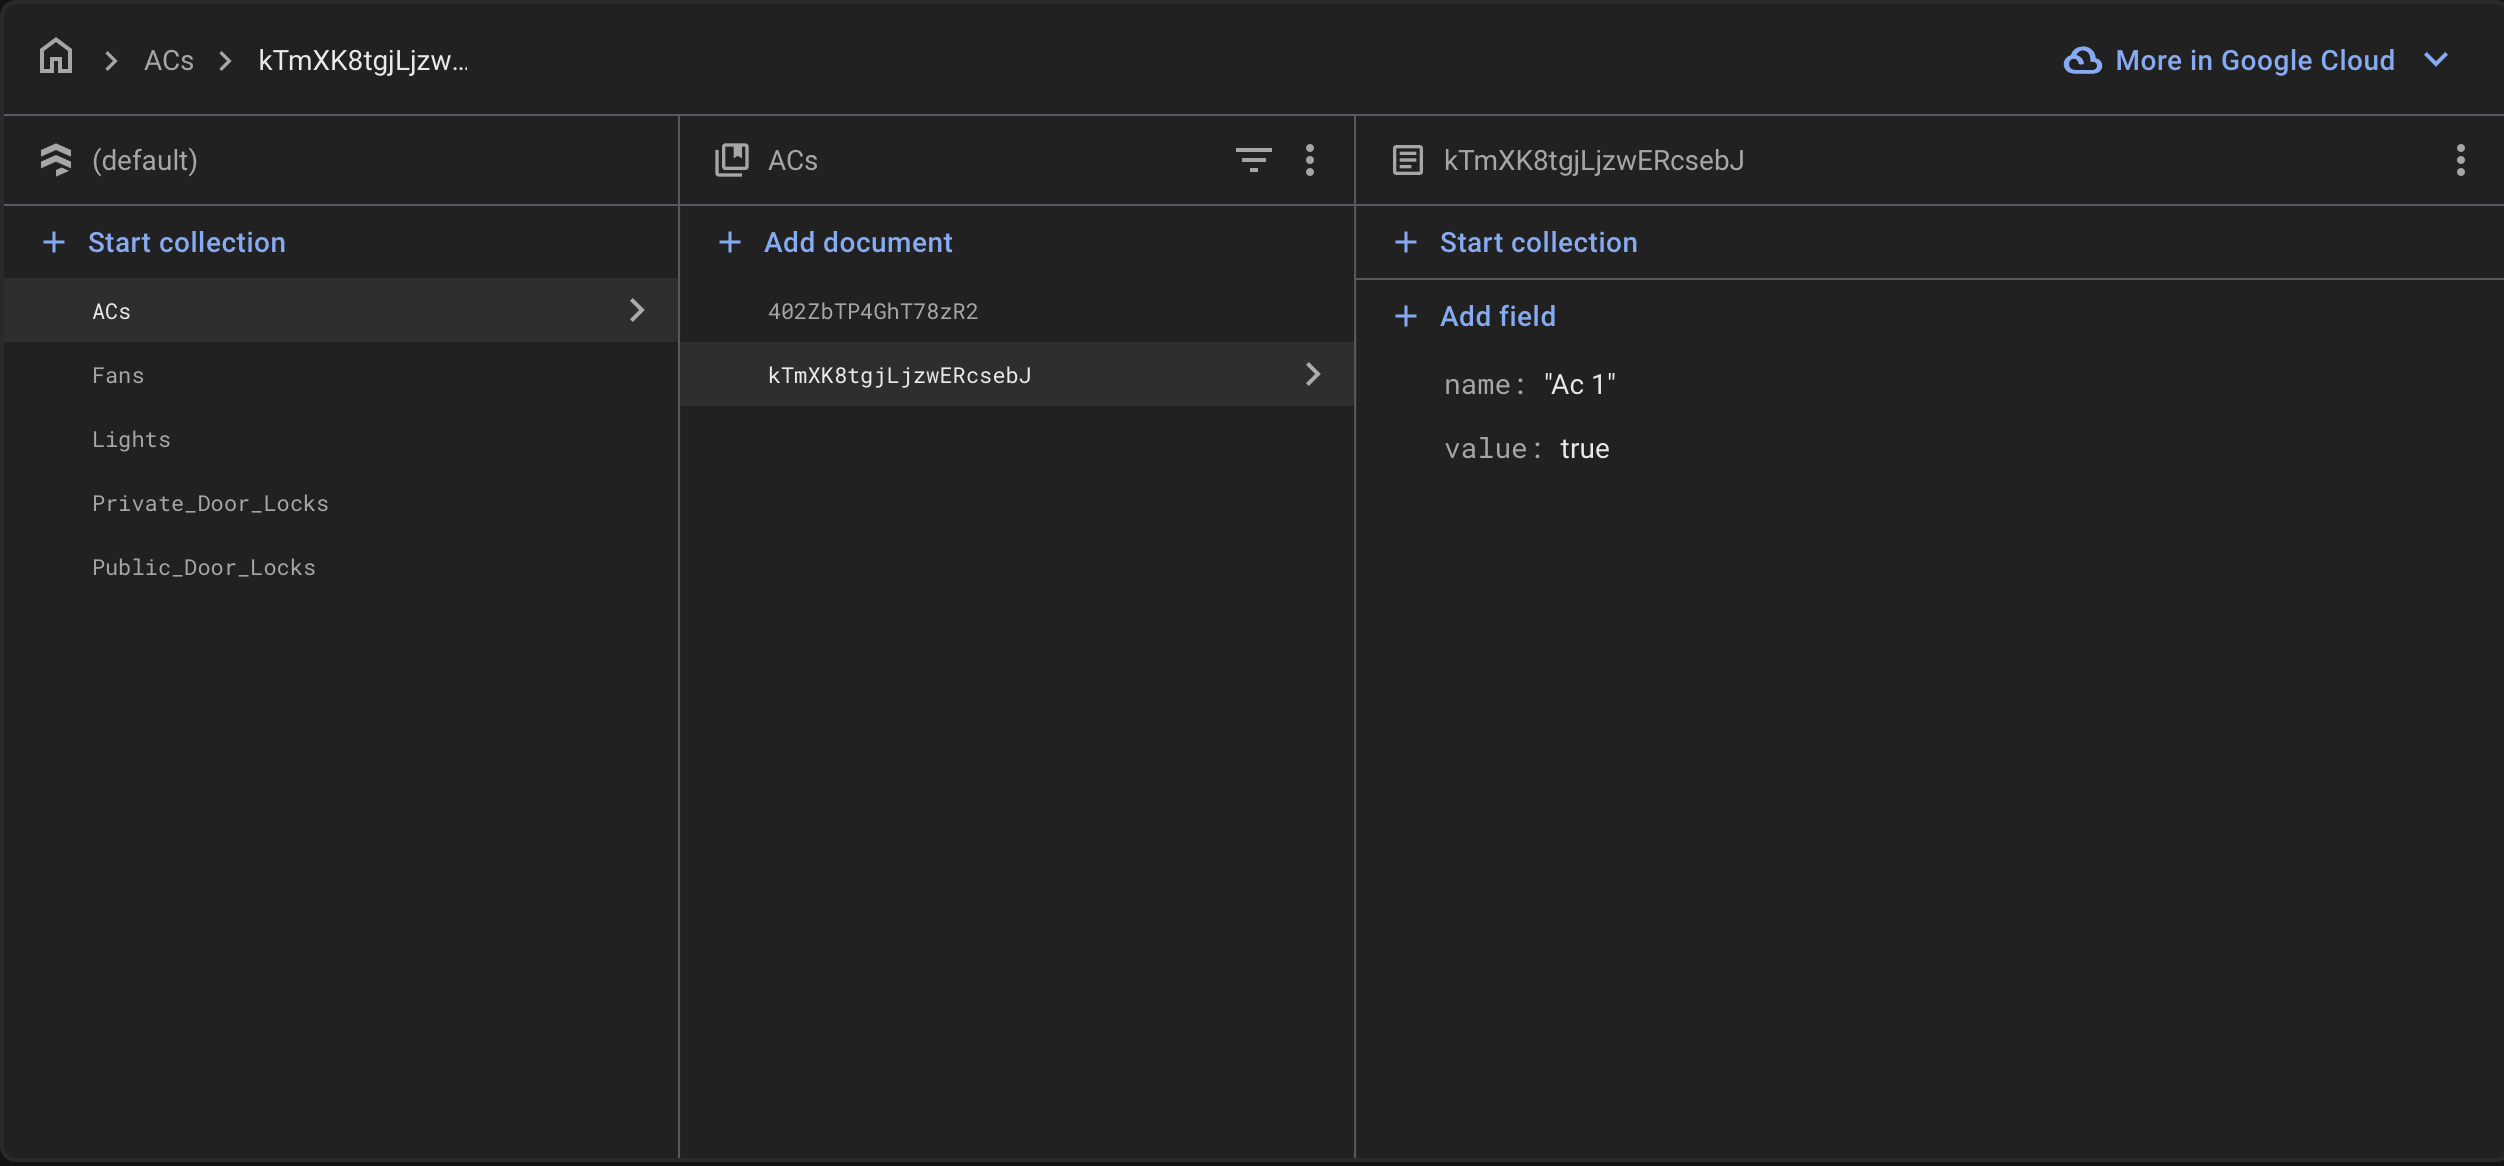 ACs
kTmXK8tgjLjzw...
More in Google Cloud
(default)
Start collection
ACs
Fans
Lights
Private_Door_Locks
Public_Door_Locks
ACs
Add document
402ZbTP4GhT78zR2
kTmXK8tgjLjzwERcsebJ
kTmXK8tgjLjzwERcsebJ
Start collection
Add field
name: "Ac 1"
value: true